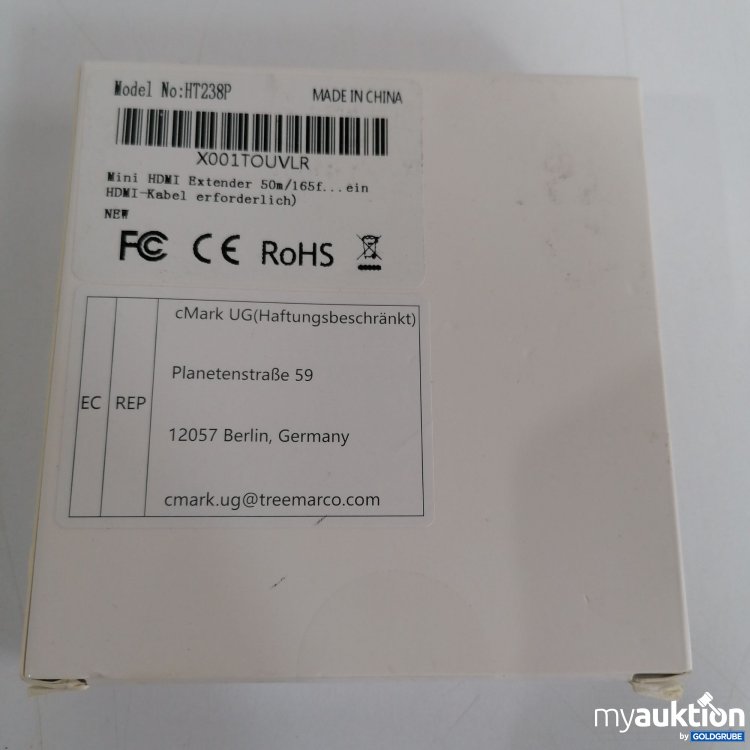 Model No:HT238P
MADE IN CHINA
X001TOUVLR
Mini HDMI Extender 50m/165f...ein
HDMI-Kabel erforderlich)
NEW
FC CE RoHS
cMark UG(Haftungsbeschränkt)
Planetenstraße 59
EC REP
12057 Berlin, Germany
cmark.ug@treemarco.com
myauktion
by GOLDGRUBE